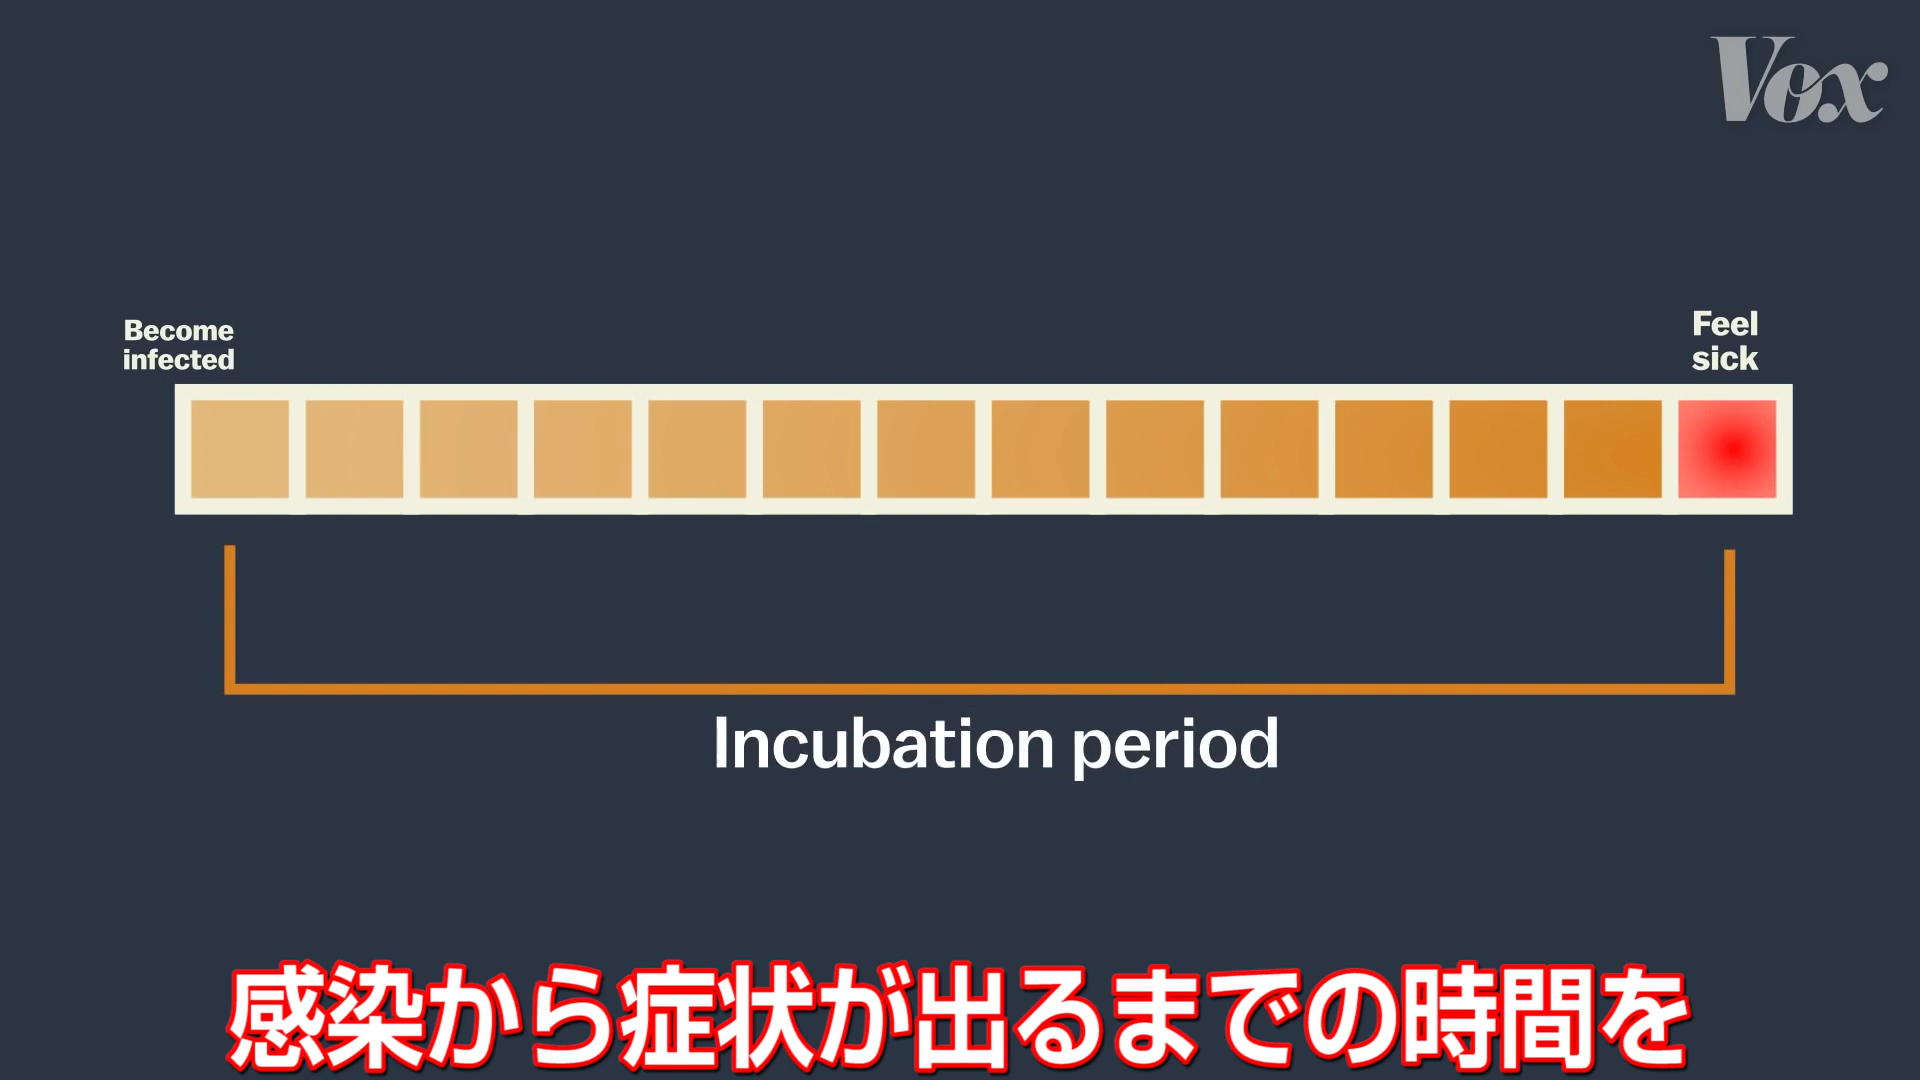 Vox
Become
infected
Feel
sick
Incubation period
感染から症状が出るまでの時間を